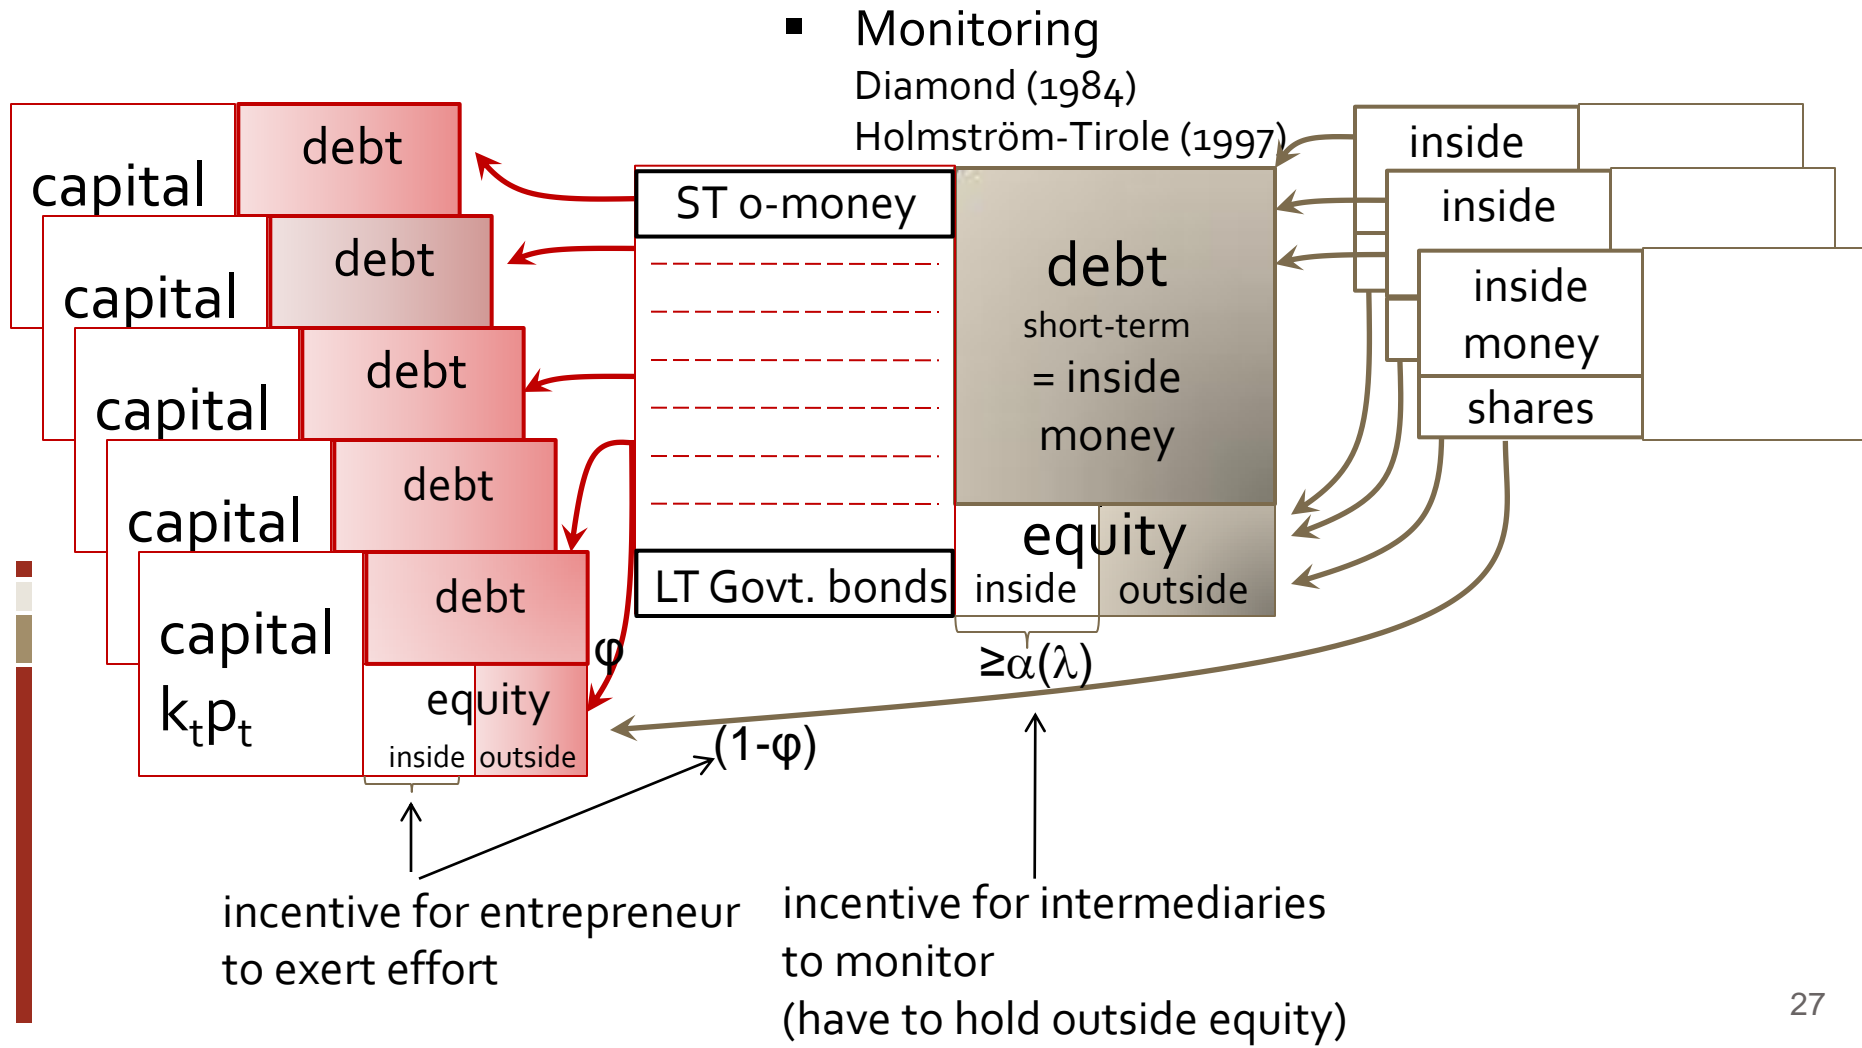 ▪ Monitoring
Diamond (1984)
Holmström-Tirole (1997)
capital
debt
capital
debt
capital
debt
capital
debt
capital
k_t p_t
debt
equity
inside
outside
φ
(1-φ)
ST o-money
LT Govt. bonds
debt
short-term
= inside
money
equity
inside
outside
≥α(λ)
inside
inside
inside
money
shares
incentive for entrepreneur
to exert effort
incentive for intermediaries
to monitor
(have to hold outside equity)
27